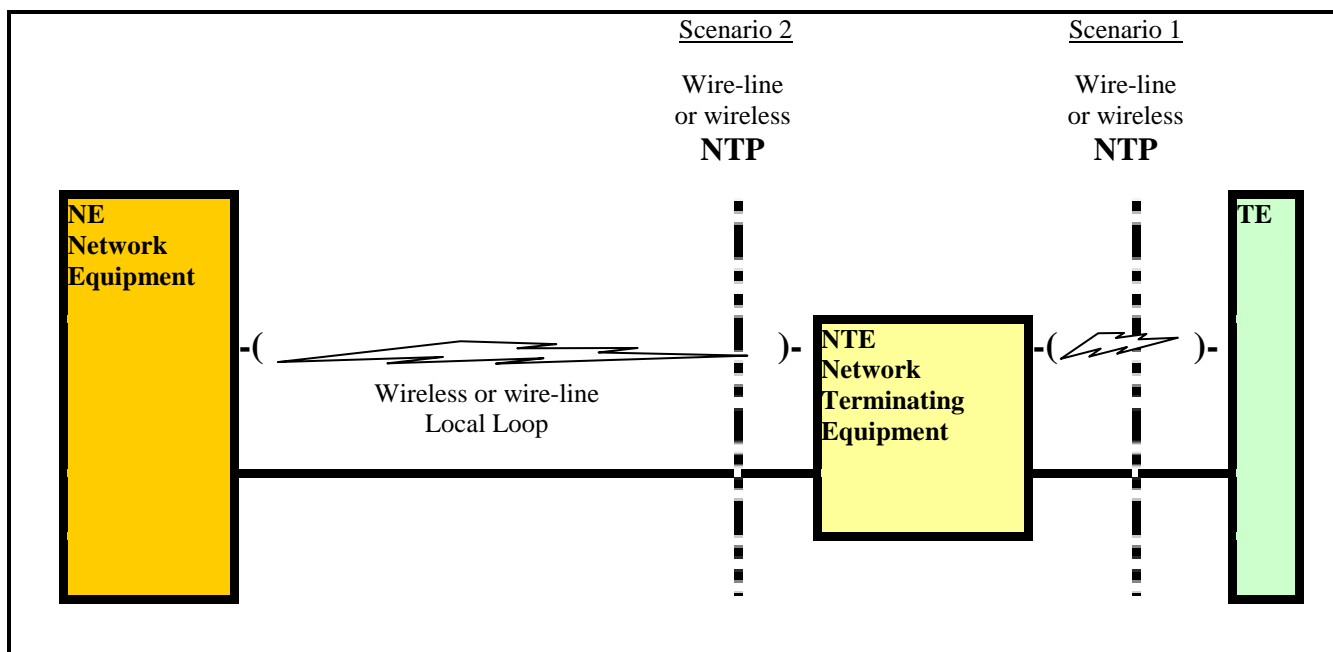 Scenario 2
Wire-line
or wireless
NTP
Scenario 1
Wire-line
or wireless
NTP
NE
Network
Equipment
-(
)-
Wireless or wire-line
Local Loop
NTE
Network
Terminating
Equipment
-(
)-
TE